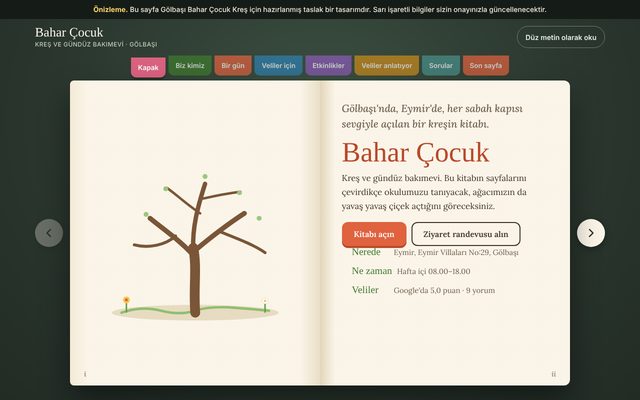 Önizleme. Bu sayfa Gölbaşı Bahar Çocuk Kreş için hazırlanmış taslak bir tasarımdır. Sarı işaretli bilgiler sizin onayınızla güncellenecektir.
Bahar Çocuk
KREŞ VE GÜNDÜZ BAKIMEVİ · GÖLBAŞI
Düz metin olarak oku
Kapak
Biz kimiz
Bir gün
Veliler için
Etkinlikler
Veliler anlatıyor
Sorular
Son sayfa
Gölbaşı'nda, Eymir'de, her sabah kapısı
sevgiyle açılan bir kreşin kitabı.
Bahar Çocuk
Kreş ve gündüz bakımevi. Bu kitabın sayfalarını
çevirdikçe okulumuzu tanıyacak, ağacımızın da
yavaş yavaş çiçek açtığını göreceksiniz.
Kitabı açın
Ziyaret randevusu alın
Nerede Eymir, Eymir Villaları No:29, Gölbaşı
Ne zaman Hafta içi 08.00–18.00
Veliler Google'da 5,0 puan · 9 yorum
i
ii